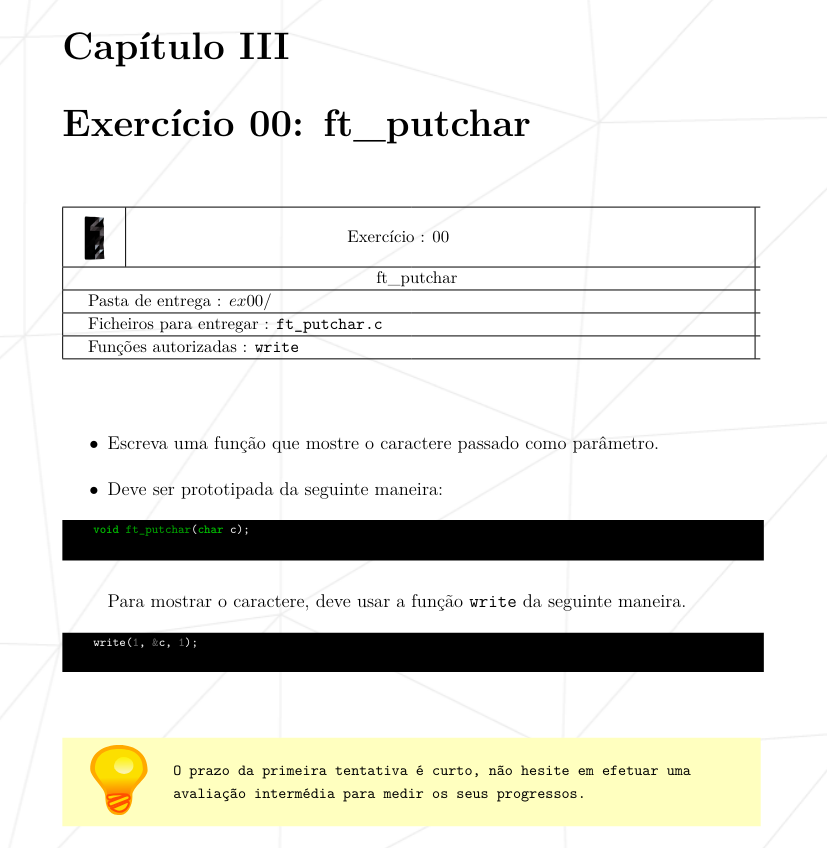 Capítulo III
Exercício 00: ft_putchar
Exercício : 00
ft_putchar
Pasta de entrega : ex00/
Ficheiros para entregar : ft_putchar.c
Funções autorizadas : write
• Escreva uma função que mostre o caractere passado como parâmetro.
• Deve ser prototipada da seguinte maneira:
void ft_putchar(char c);
Para mostrar o caractere, deve usar a função write da seguinte maneira.
write(1, &c, 1);
O prazo da primeira tentativa é curto, não hesite em efetuar uma
avaliação intermédia para medir os seus progressos.